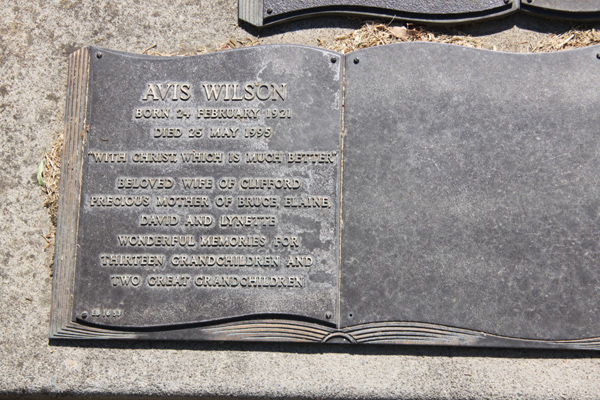 AVIS WILSON
BORN 24 FEBRUARY 1921
DIED 25 MAY 1995
"WITH CHRIST, WHICH IS MUCH BETTER"
BELOVED WIFE OF CLIFFORD
PRECIOUS MOTHER OF BRUCE, ELAINE,
DAVID AND LYNETTE
WONDERFUL MEMORIES FOR
THIRTEEN GRANDCHILDREN AND
TWO GREAT GRANDCHILDREN